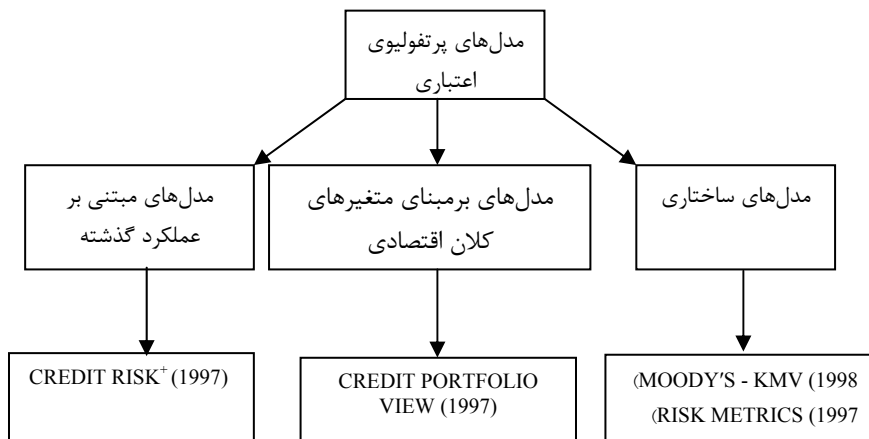 مدل‌های پرتفولیوی
اعتباری
مدل‌های ساختاری
مدل‌های برمبنای متغیرهای
کلان اقتصادی
مدل‌های مبتنی بر
عملکرد گذشته
(MOODY'S - KMV (1998
(RISK METRICS (1997
CREDIT PORTFOLIO
VIEW (1997)
CREDIT RISK+ (1997)